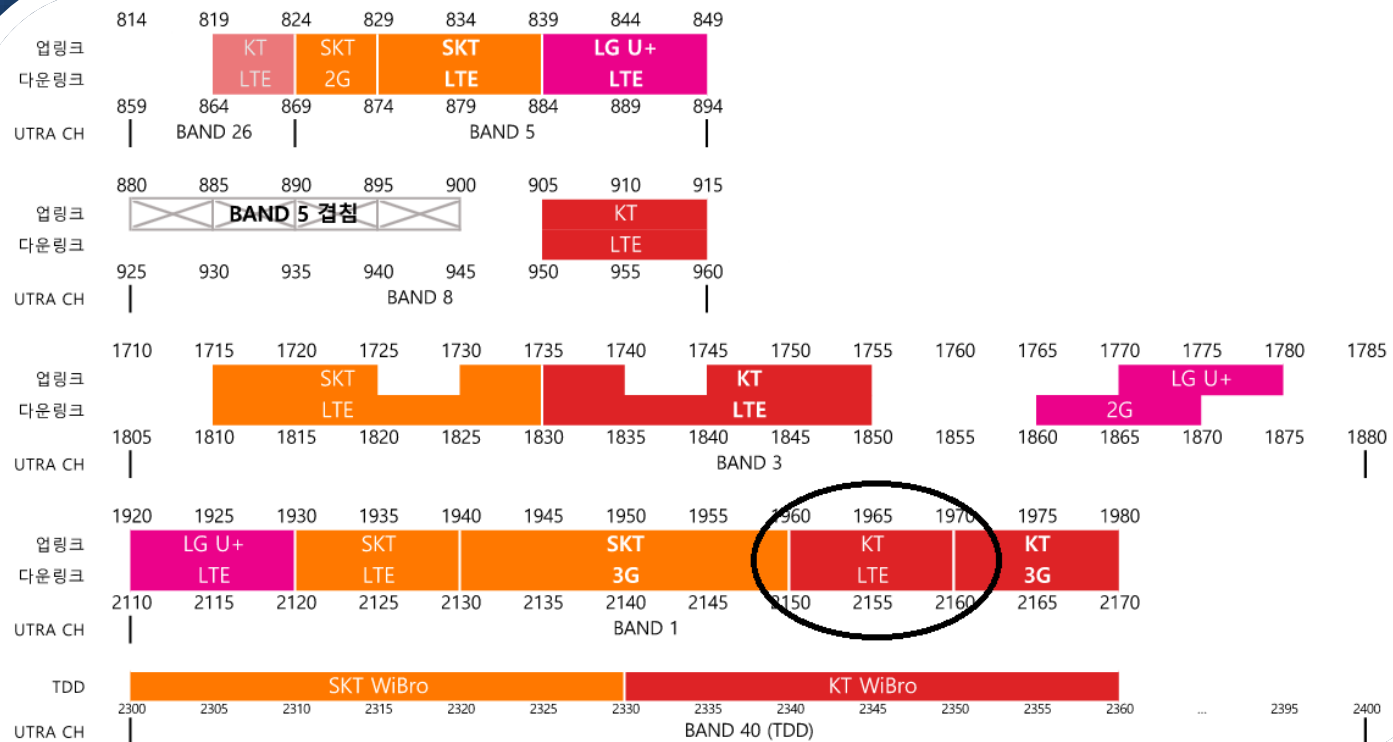 814 819 824 829 834 839 844 849
업링크 KT SKT SKT LG U+
다운링크 LTE 2G LTE LTE
859 864 869 874 879 884 889 894
UTRA CH BAND 26 BAND 5
880 885 890 895 900 905 910 915
업링크 BAND 5 겹침 KT
다운링크 LTE
925 930 935 940 945 950 955 960
UTRA CH BAND 8
1710 1715 1720 1725 1730 1735 1740 1745 1750 1755 1760 1765 1770 1775 1780 1785
업링크 SKT KT LG U+
다운링크 LTE LTE 2G
1805 1810 1815 1820 1825 1830 1835 1840 1845 1850 1855 1860 1865 1870 1875 1880
UTRA CH BAND 3
1920 1925 1930 1935 1940 1945 1950 1955 1960 1965 1970 1975 1980
업링크 LG U+ SKT SKT KT KT
다운링크 LTE LTE 3G LTE 3G
2110 2115 2120 2125 2130 2135 2140 2145 2150 2155 2160 2165 2170
UTRA CH BAND 1
TDD SKT WiBro KT WiBro
2300 2305 2310 2315 2320 2325 2330 2335 2340 2345 2350 2355 2360 ... 2395 2400
UTRA CH BAND 40 (TDD)